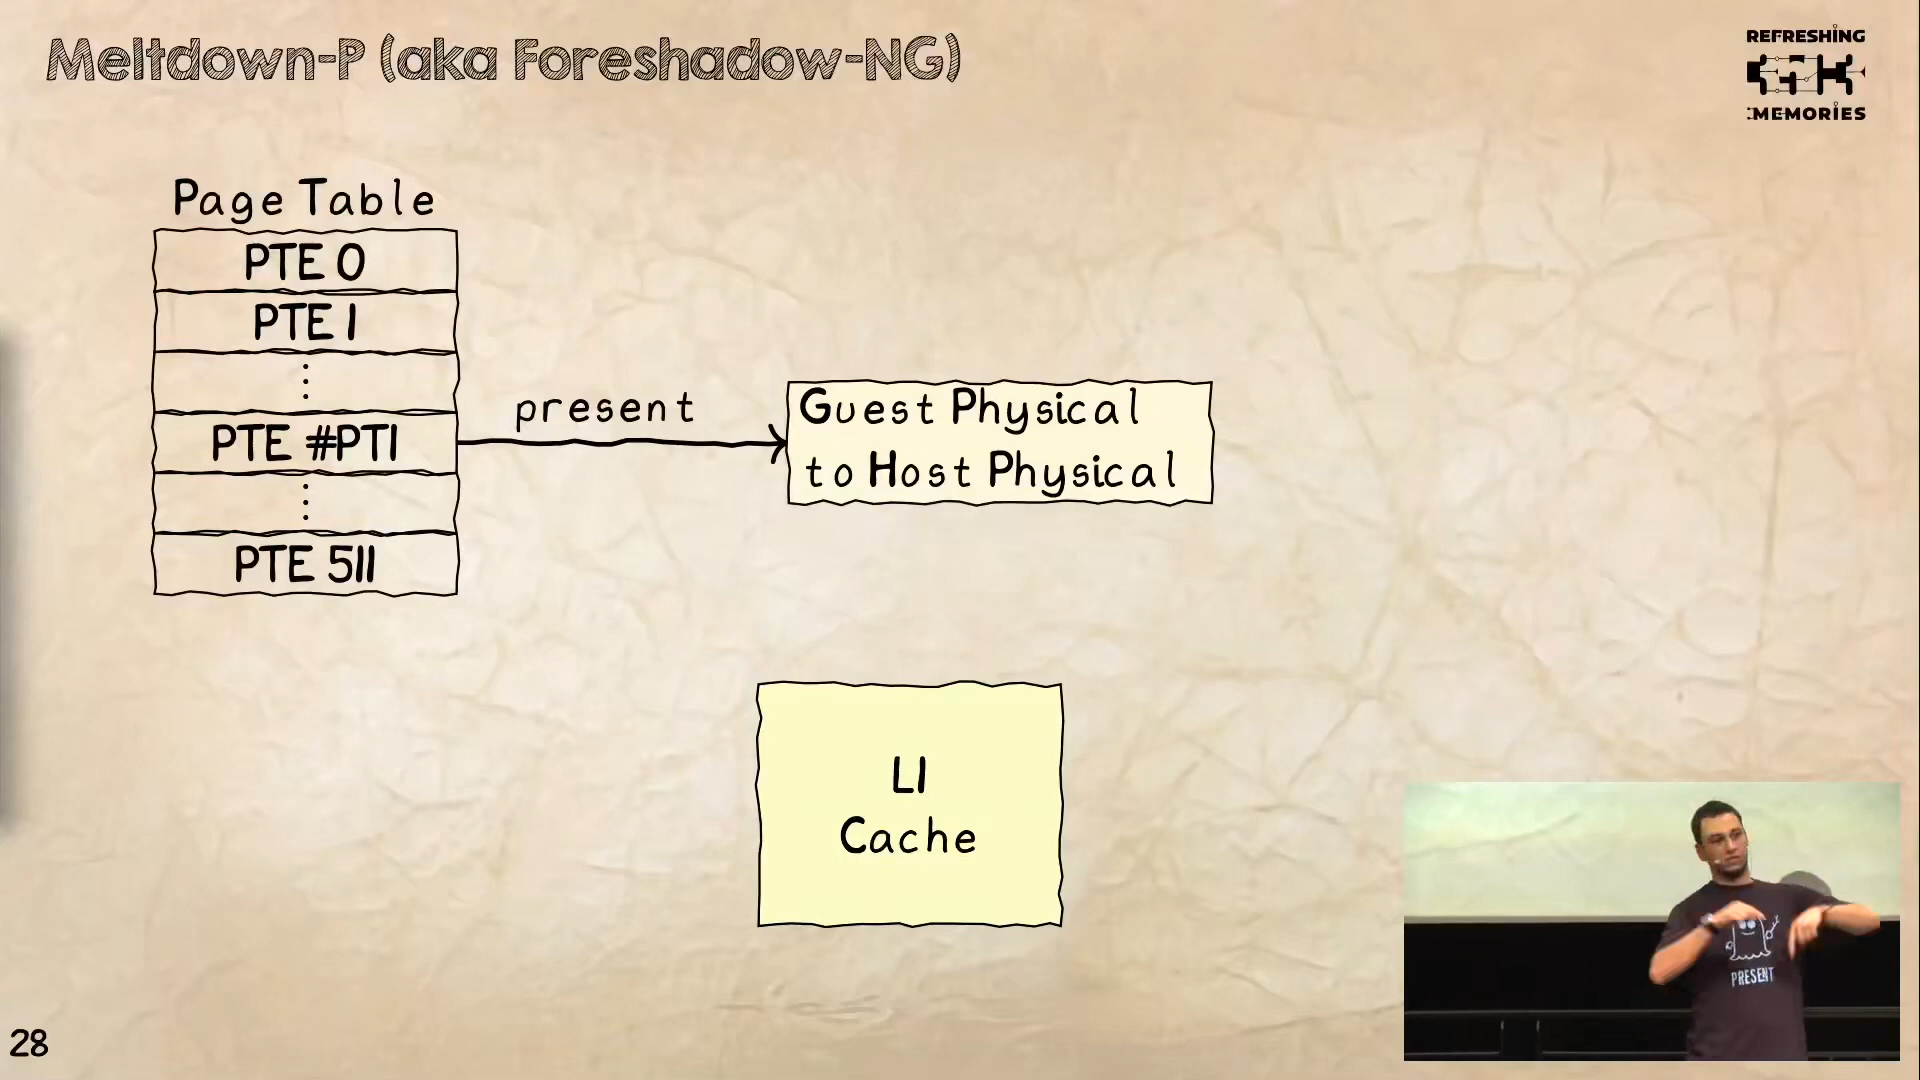 Meltdown-P (aka Foreshadow-NG)
REFRESHING
:MEMORIES
Page Table
PTE 0
PTE 1
⋮
PTE #PTI
⋮
PTE 511
present
Guest Physical
to Host Physical
L1
Cache
PRESENT
28